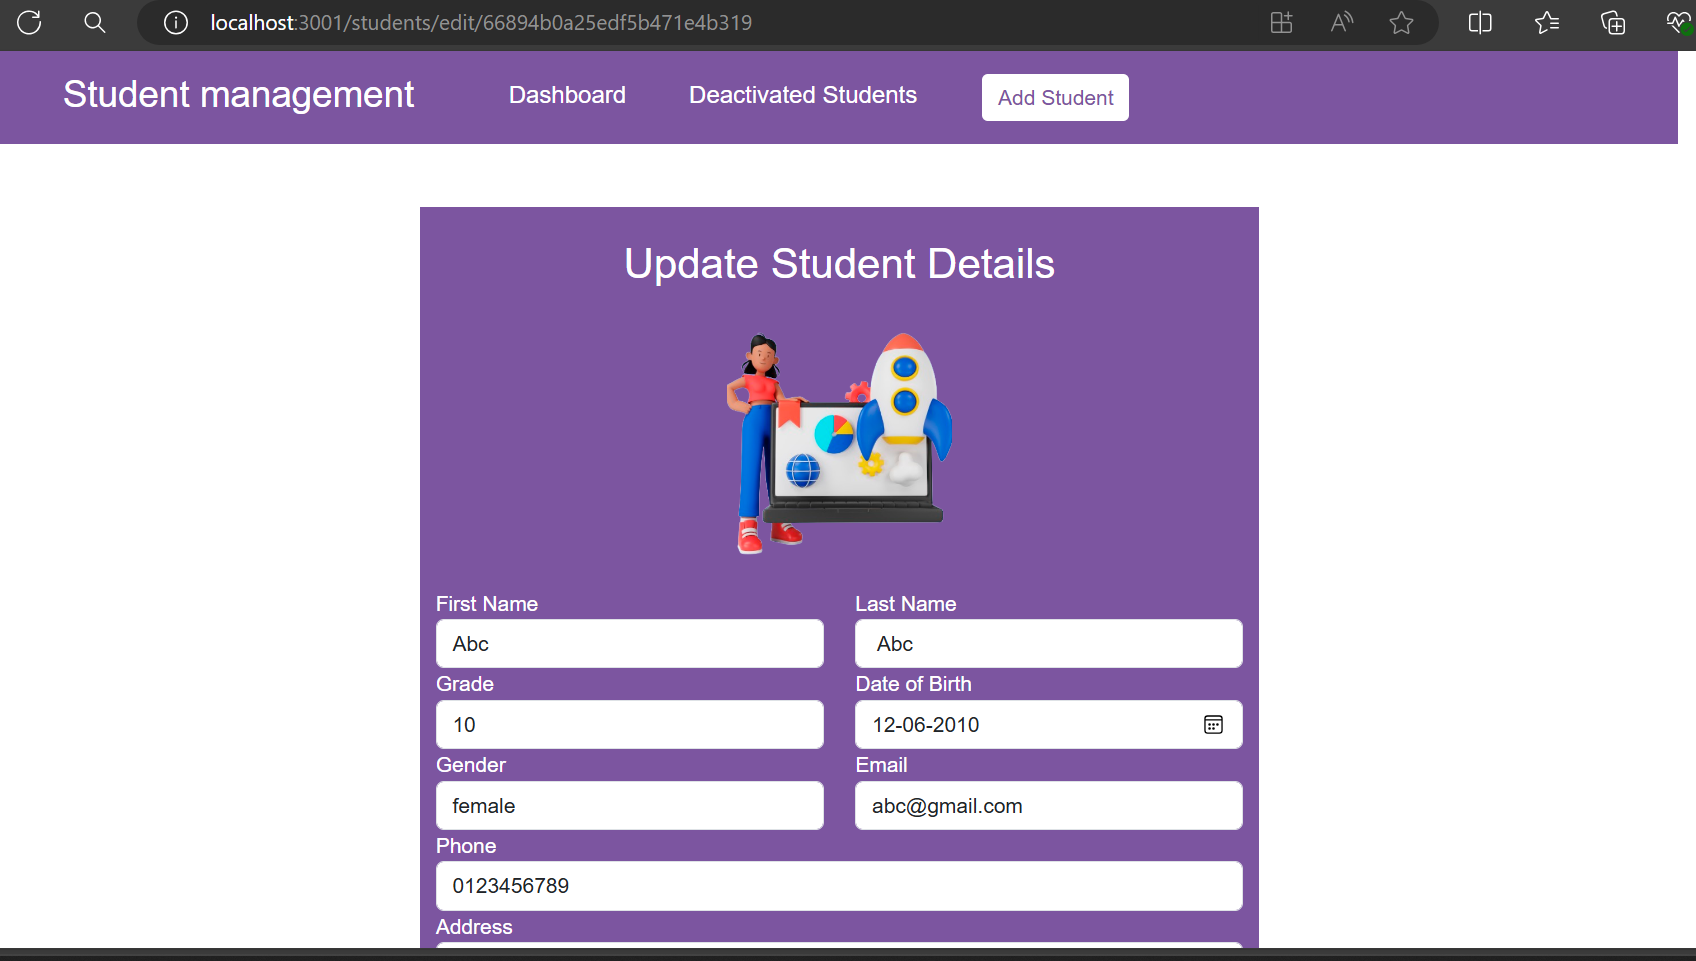 localhost:3001/students/edit/66894b0a25edf5b471e4b319
Student management Dashboard Deactivated Students Add Student
Update Student Details
First Name Last Name
Abc Abc
Grade Date of Birth
10 12-06-2010
Gender Email
female abc@gmail.com
Phone
0123456789
Address